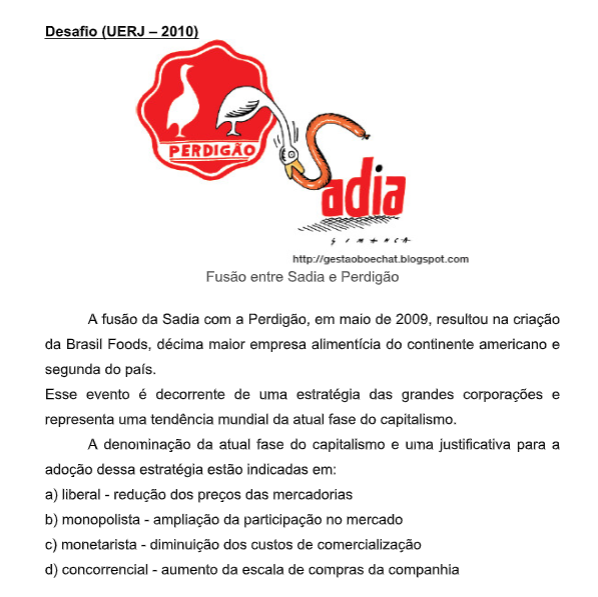 Desafio (UERJ – 2010)
PERDIGÃO
Sadia
SIMANCA
http://gestaoboechat.blogspot.com
Fusão entre Sadia e Perdigão
A fusão da Sadia com a Perdigão, em maio de 2009, resultou na criação
da Brasil Foods, décima maior empresa alimentícia do continente americano e
segunda do país.
Esse evento é decorrente de uma estratégia das grandes corporações e
representa uma tendência mundial da atual fase do capitalismo.
A denominação da atual fase do capitalismo e uma justificativa para a
adoção dessa estratégia estão indicadas em:
a) liberal - redução dos preços das mercadorias
b) monopolista - ampliação da participação no mercado
c) monetarista - diminuição dos custos de comercialização
d) concorrencial - aumento da escala de compras da companhia